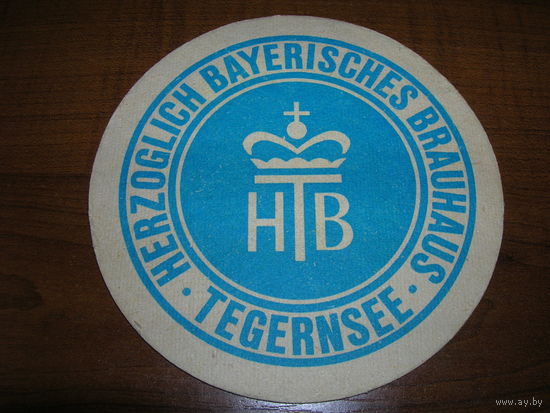 HERZOGLICH BAYERISCHES BRAUHAUS
· TEGERNSEE ·
HTB
www.ay.by